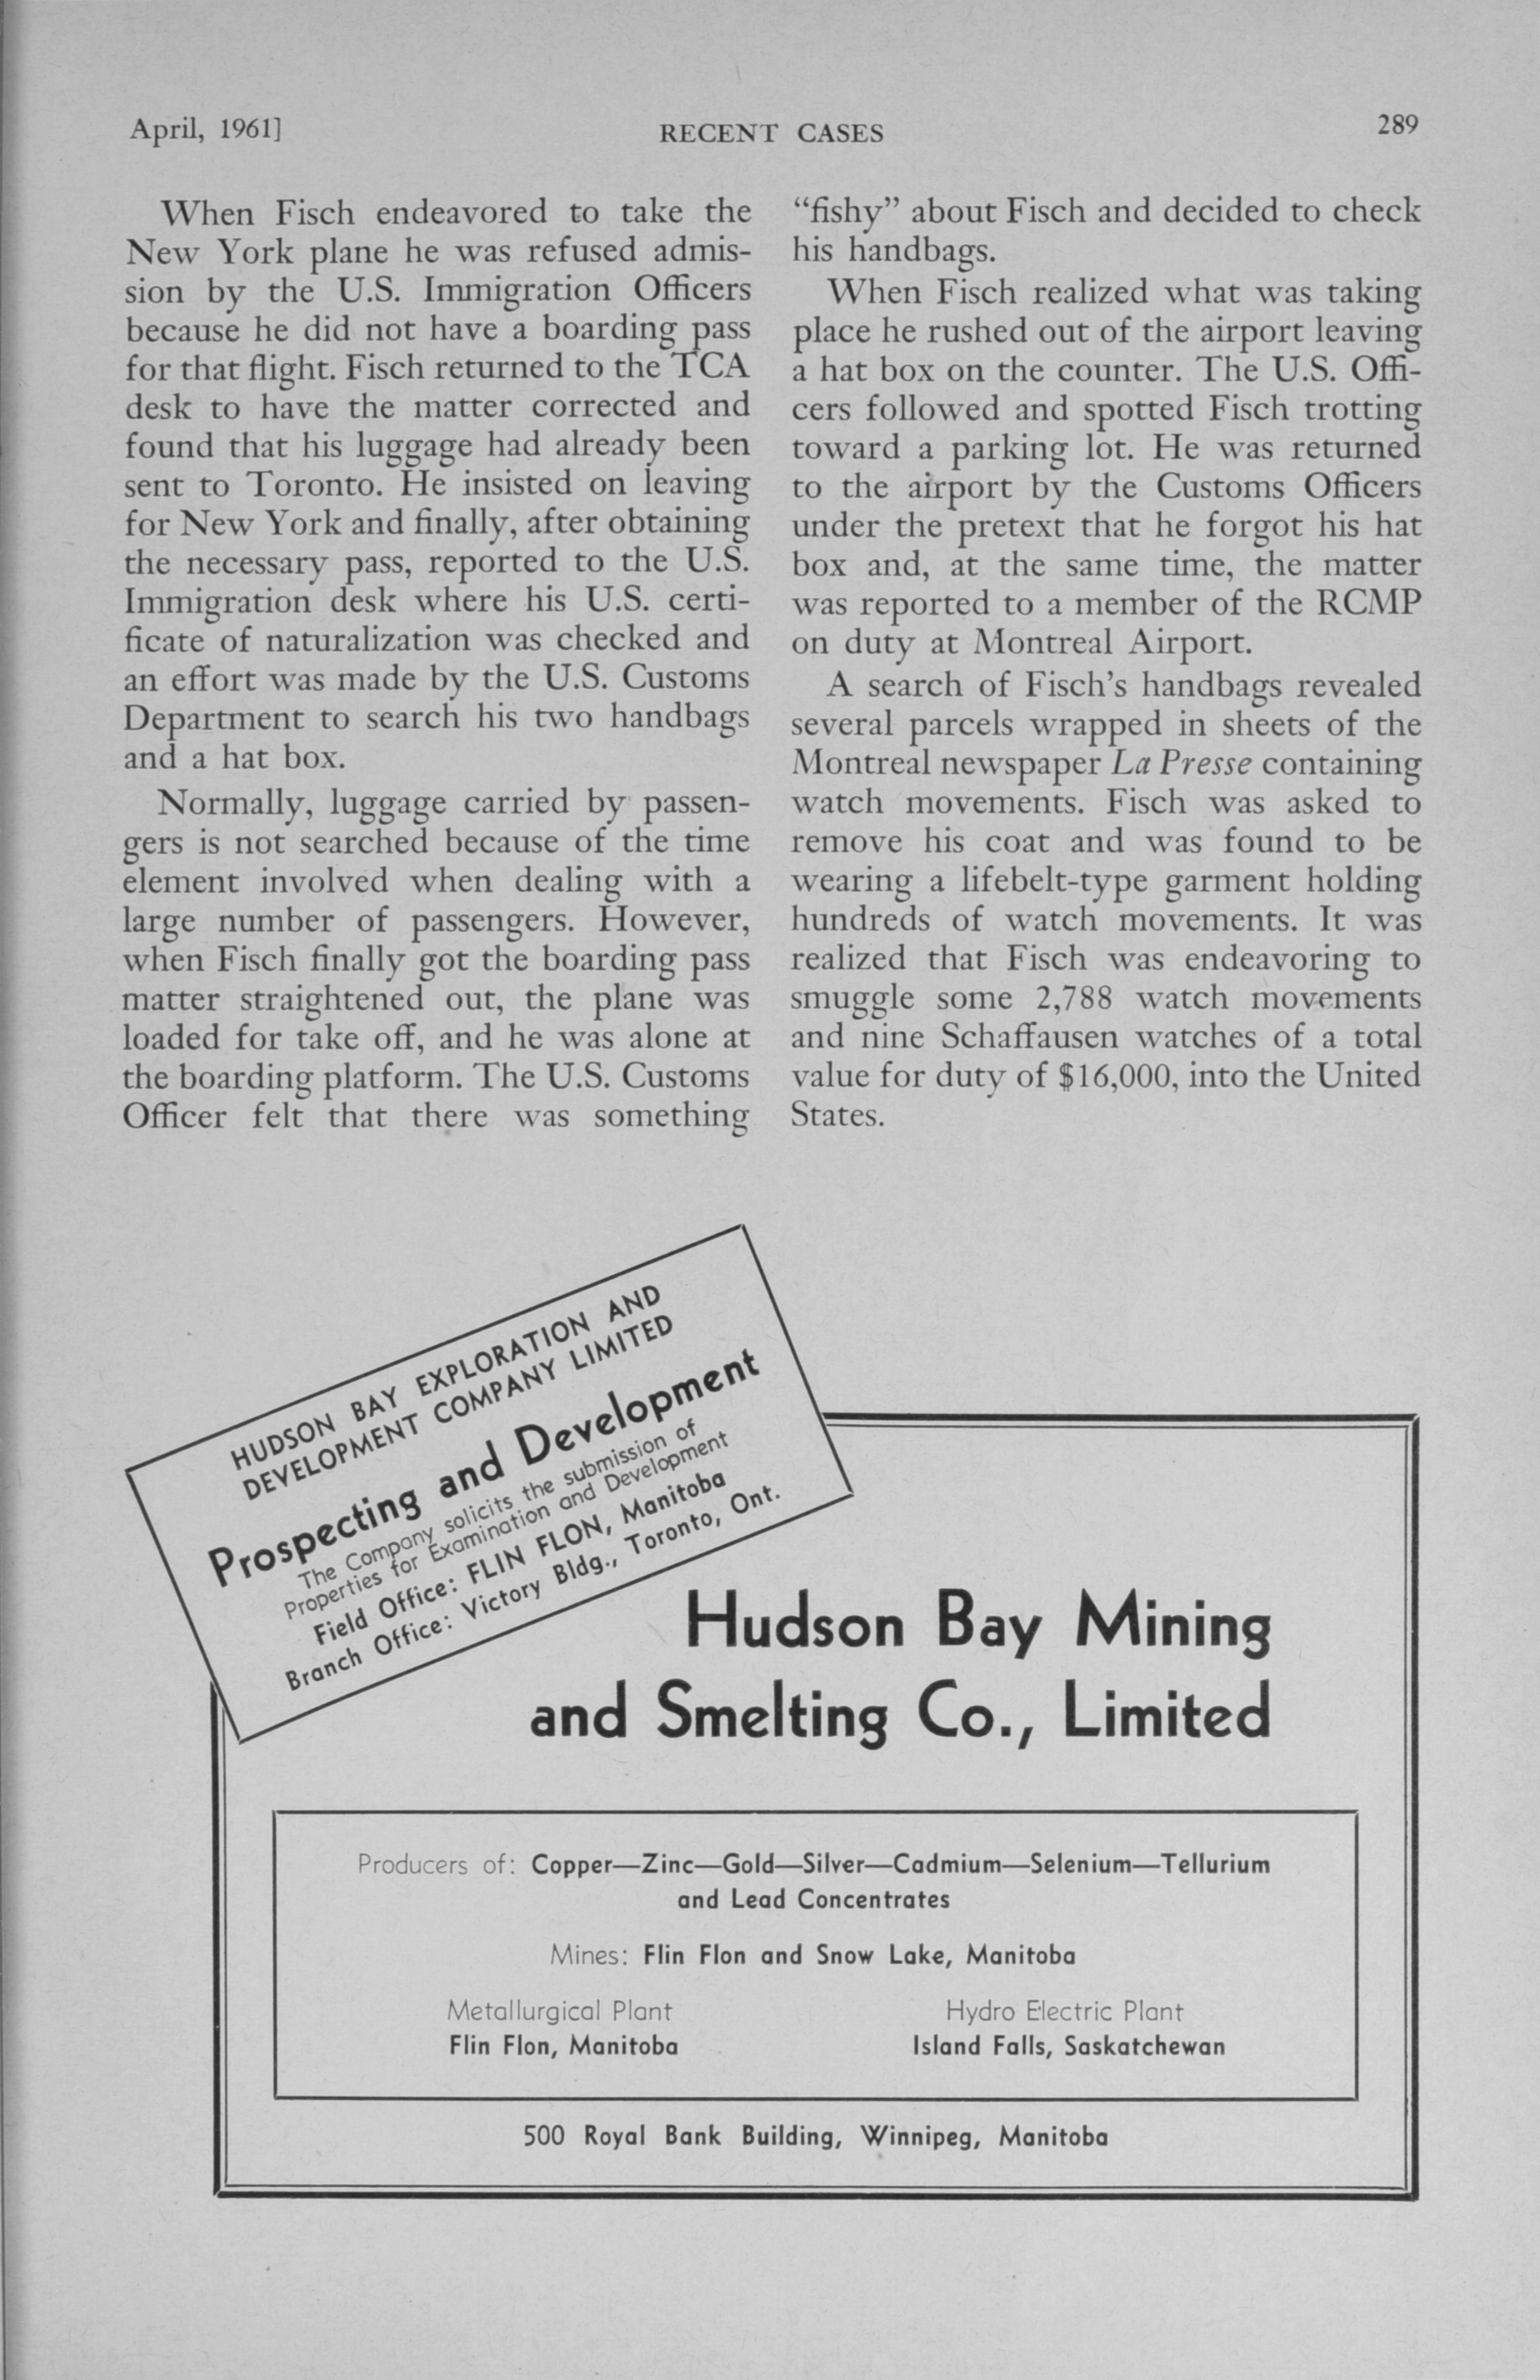 April, 1961]
RECENT CASES
289
When Fisch endeavored to take the
New York plane he was refused admis-
sion by the U.S. Immigration Officers
because he did not have a boarding pass
for that flight. Fisch returned to the TCA
desk to have the matter corrected and
found that his luggage had already been
sent to Toronto. He insisted on leaving
for New York and finally, after obtaining
the necessary pass, reported to the U.S.
Immigration desk where his U.S. certi-
ficate of naturalization was checked and
an effort was made by the U.S. Customs
Department to search his two handbags
and a hat box.
Normally, luggage carried by passen-
gers is not searched because of the time
element involved when dealing with a
large number of passengers. However,
when Fisch finally got the boarding pass
matter straightened out, the plane was
loaded for take off, and he was alone at
the boarding platform. The U.S. Customs
Officer felt that there was something
“fishy” about Fisch and decided to check
his handbags.
When Fisch realized what was taking
place he rushed out of the airport leaving
a hat box on the counter. The U.S. Offi-
cers followed and spotted Fisch trotting
toward a parking lot. He was returned
to the airport by the Customs Officers
under the pretext that he forgot his hat
box and, at the same time, the matter
was reported to a member of the RCMP
on duty at Montreal Airport.
A search of Fisch’s handbags revealed
several parcels wrapped in sheets of the
Montreal newspaper La Presse containing
watch movements. Fisch was asked to
remove his coat and was found to be
wearing a lifebelt-type garment holding
hundreds of watch movements. It was
realized that Fisch was endeavoring to
smuggle some 2,788 watch movements
and nine Schaffausen watches of a total
value for duty of $16,000, into the United
States.
HUDSON BAY EXPLORATION AND
DEVELOPMENT COMPANY LIMITED
Prospecting and Development
The Company solicits the submission of
Properties for Examination and Development
Field Office: FLIN FLON, Manitoba
Branch Office: Victory Bldg., Toronto, Ont.
Hudson Bay Mining
and Smelting Co., Limited
Producers of: Copper—Zinc—Gold—Silver—Cadmium—Selenium—Tellurium
and Lead Concentrates
Mines: Flin Flon and Snow Lake, Manitoba
Metallurgical Plant
Flin Flon, Manitoba
Hydro Electric Plant
Island Falls, Saskatchewan
500 Royal Bank Building, Winnipeg, Manitoba